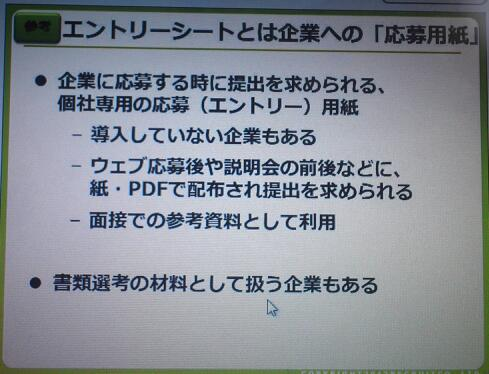 参考
エントリーシートとは企業への「応募用紙」
● 企業に応募する時に提出を求められる、
個社専用の応募（エントリー）用紙
－ 導入していない企業もある
－ ウェブ応募後や説明会の前後などに、
紙・PDFで配布され提出を求められる
－ 面接での参考資料として利用
● 書類選考の材料として扱う企業もある